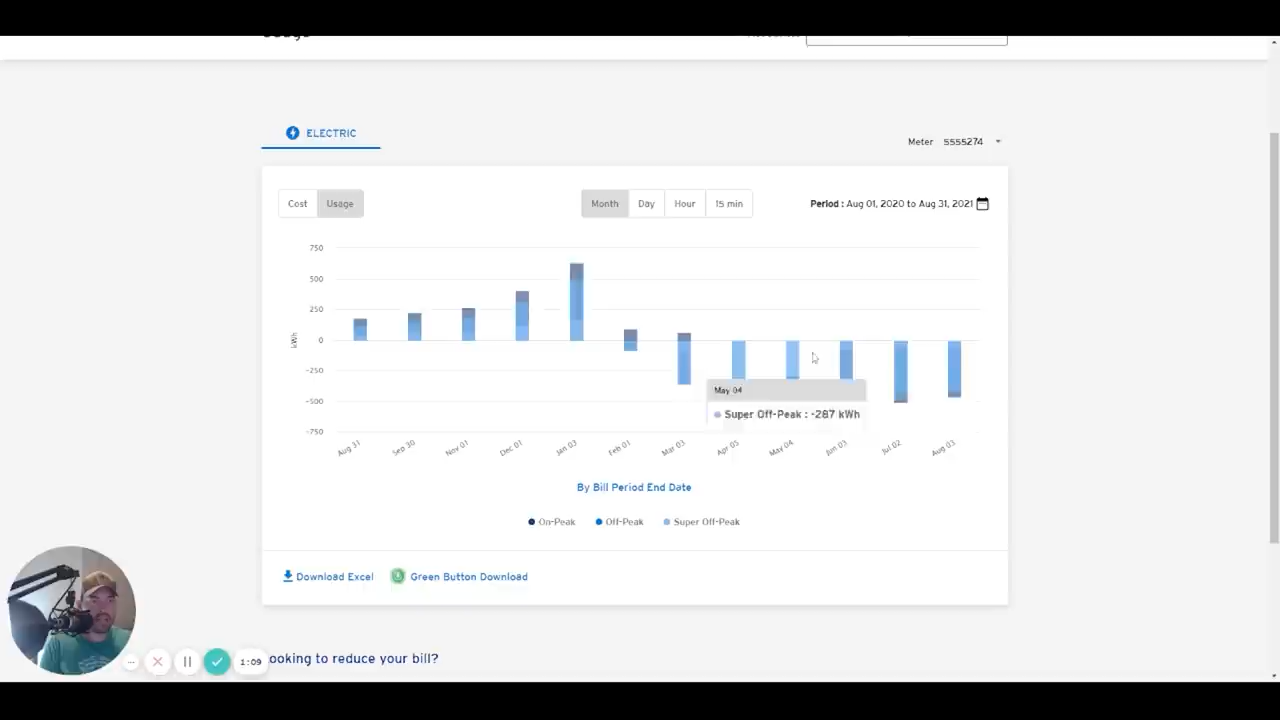 ELECTRIC
Meter 5555274
Cost Usage Month Day Hour 15 min Period : Aug 01, 2020 to Aug 31, 2021
750
500
250
0
-250
-500
-750
kWh
May 04
Super Off-Peak : -287 kWh
Aug 31 Sep 30 Nov 01 Dec 01 Jan 03 Feb 01 Mar 03 Apr 05 May 04 Jun 03 Jul 02 Aug 03
By Bill Period End Date
On-Peak Off-Peak Super Off-Peak
Download Excel Green Button Download
ooking to reduce your bill?
1:09